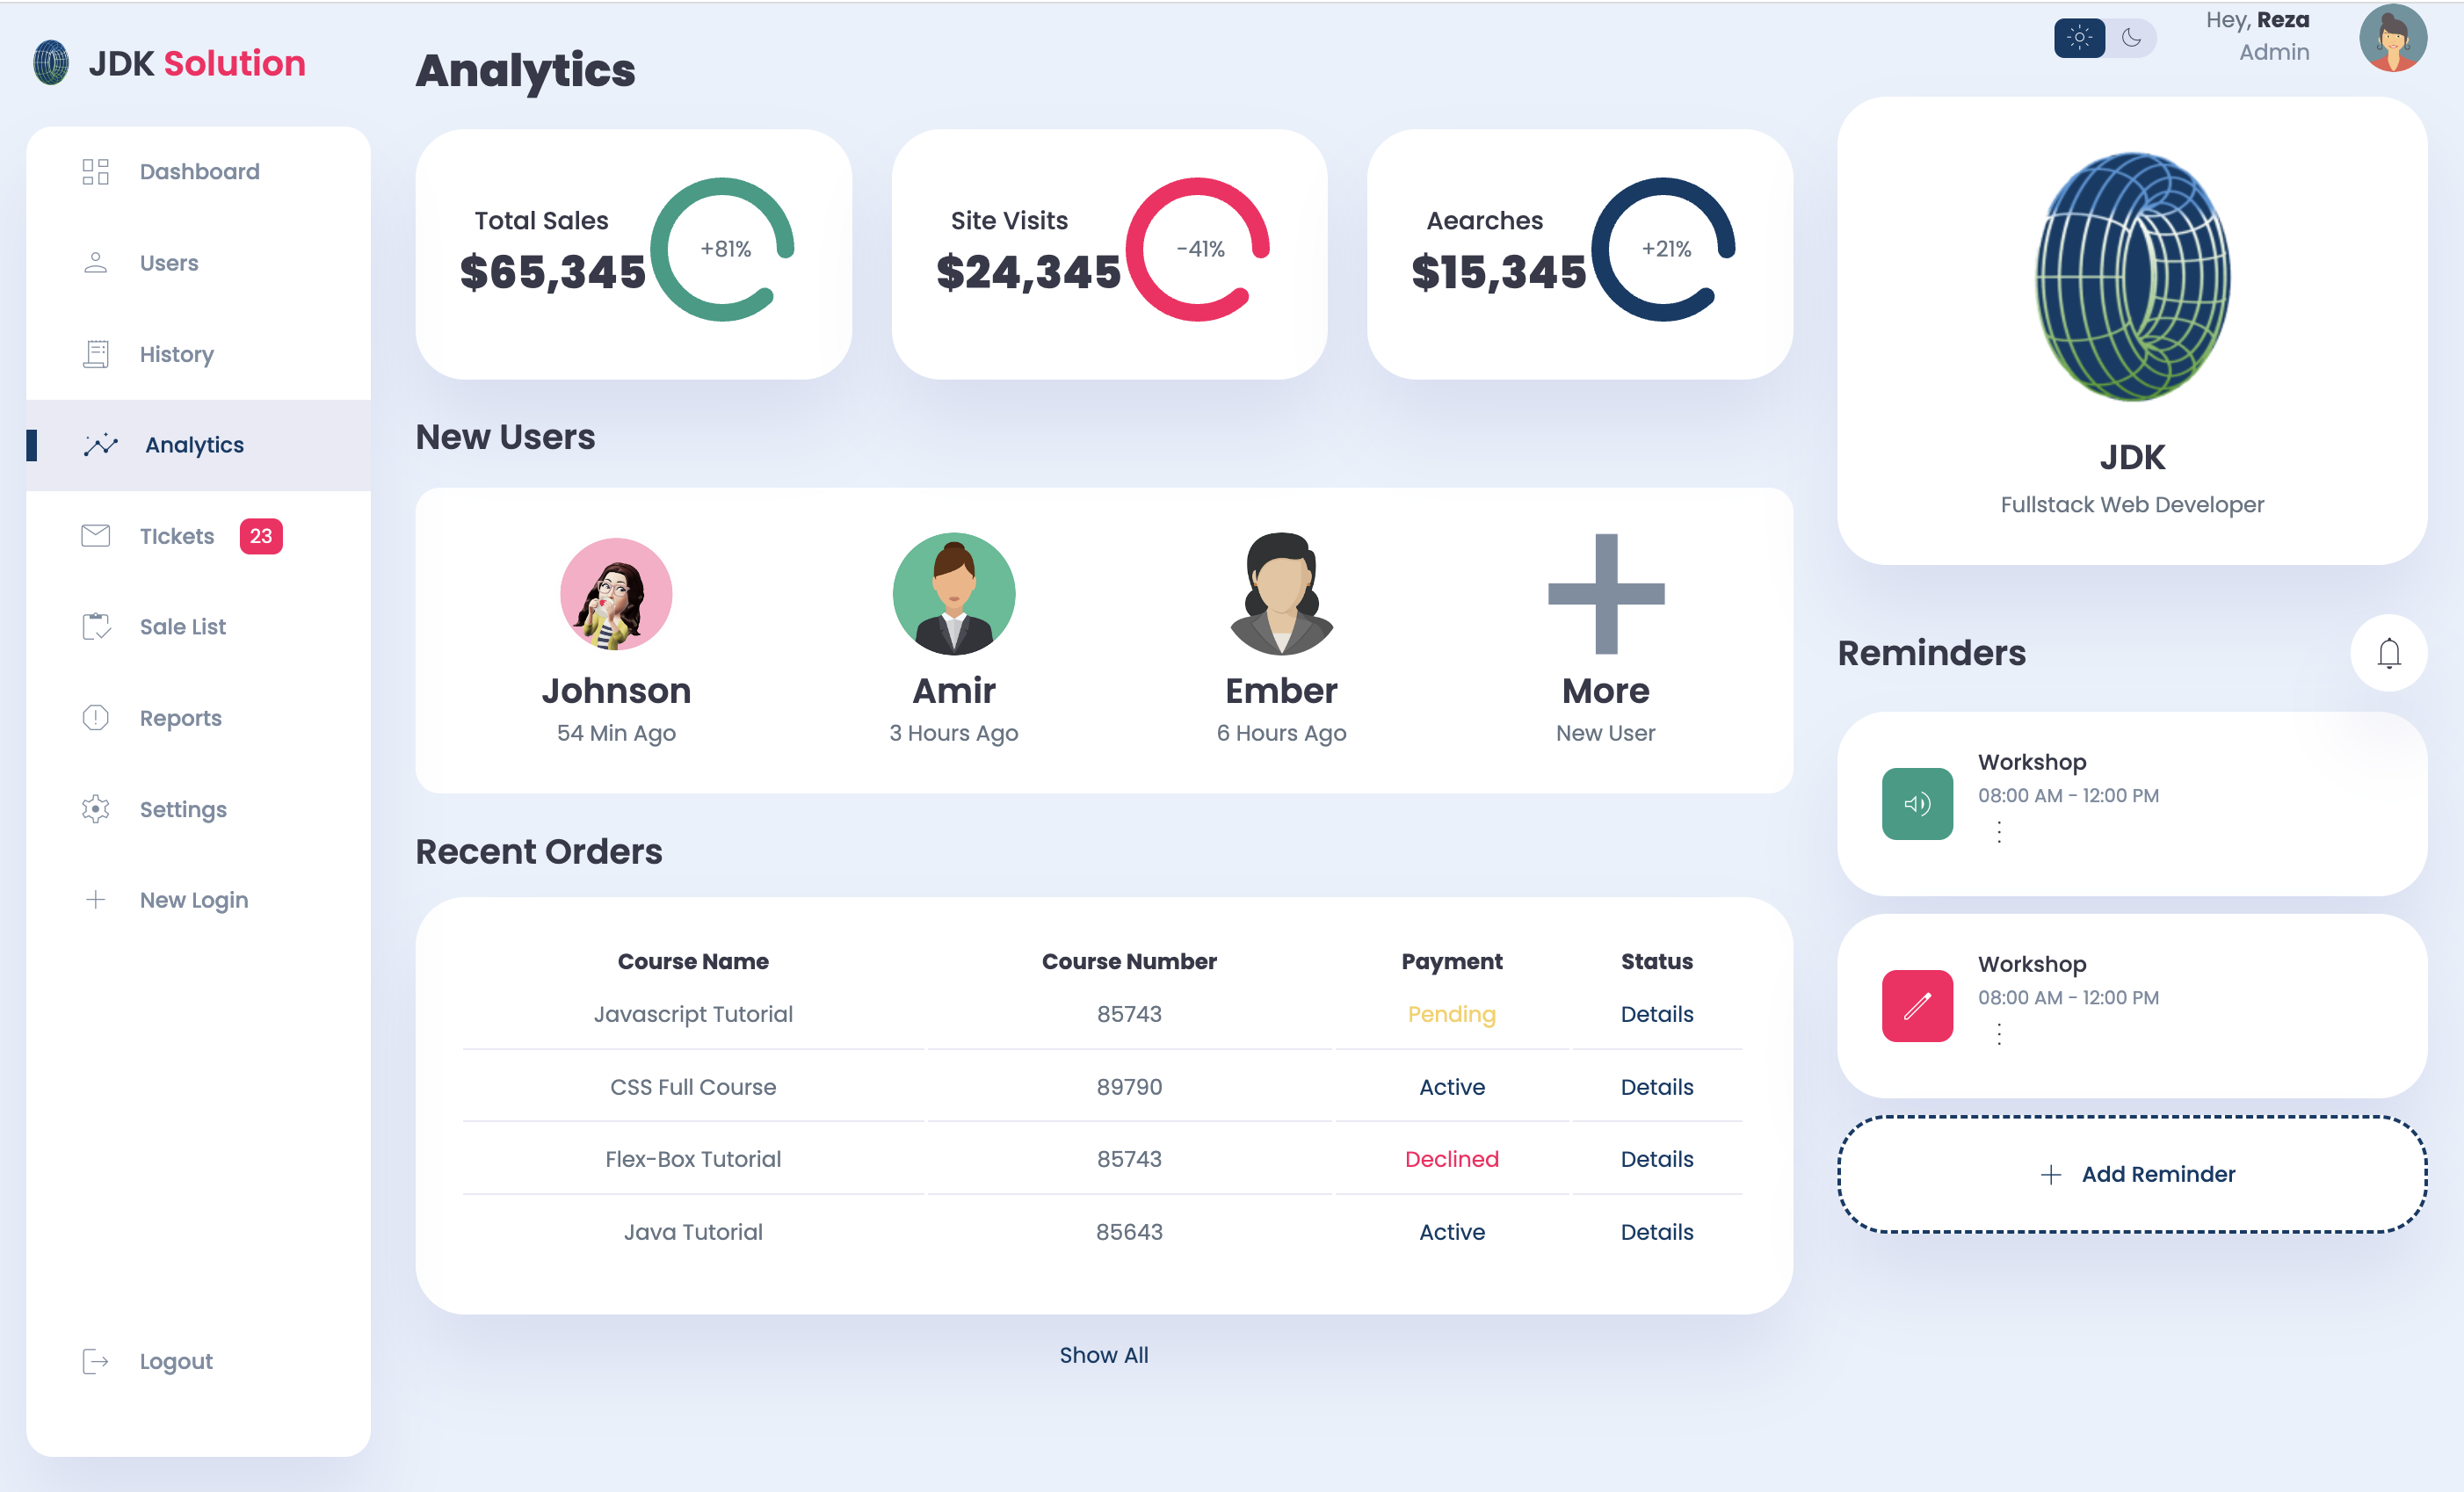 JDK Solution
Dashboard
Users
History
Analytics
TIckets 23
Sale List
Reports
Settings
New Login
Logout
Analytics
Total Sales
$65,345
+81%
Site Visits
$24,345
-41%
Aearches
$15,345
+21%
New Users
Johnson
54 Min Ago
Amir
3 Hours Ago
Ember
6 Hours Ago
More
New User
Recent Orders
Course Name Course Number Payment Status
Javascript Tutorial 85743 Pending Details
CSS Full Course 89790 Active Details
Flex-Box Tutorial 85743 Declined Details
Java Tutorial 85643 Active Details
Show All
Hey, Reza
Admin
JDK
Fullstack Web Developer
Reminders
Workshop
08:00 AM - 12:00 PM
Workshop
08:00 AM - 12:00 PM
Add Reminder